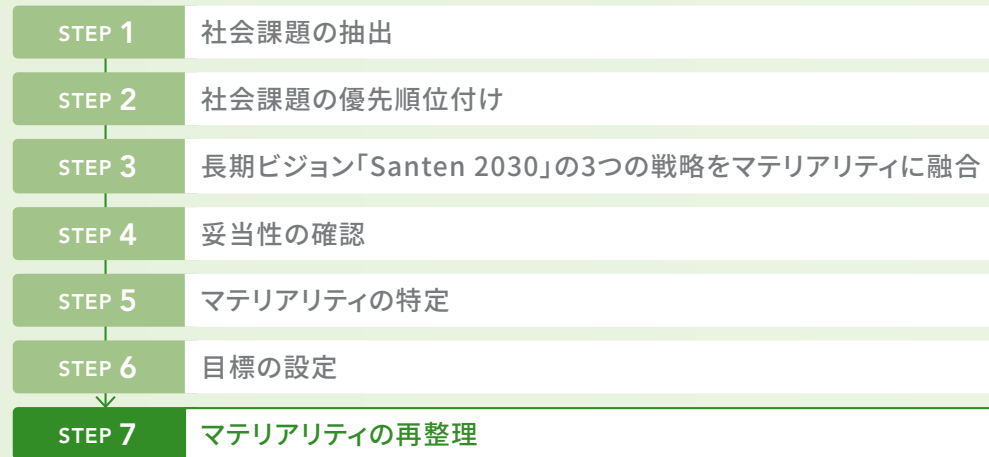 STEP 1 社会課題の抽出
STEP 2 社会課題の優先順位付け
STEP 3 長期ビジョン「Santen 2030」の3つの戦略をマテリアリティに融合
STEP 4 妥当性の確認
STEP 5 マテリアリティの特定
STEP 6 目標の設定
STEP 7 マテリアリティの再整理